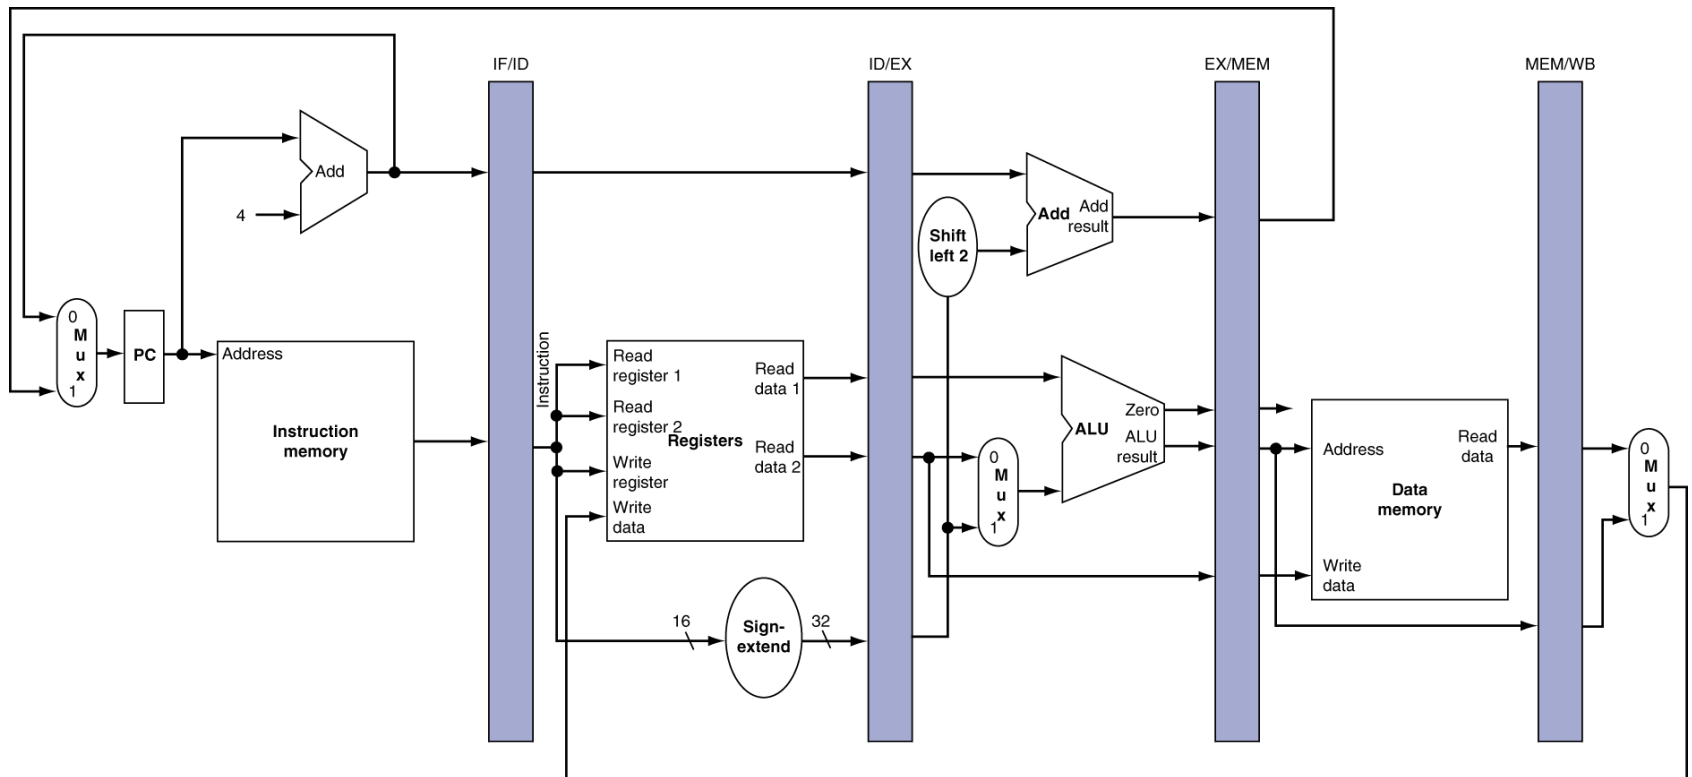 IF/ID
ID/EX
EX/MEM
MEM/WB
Add
4
Add
Add
result
Shift
left 2
0
M
u
x
1
PC
Address
Instruction
memory
Instruction
Read
register 1
Read
register 2
Write
register
Write
data
Registers
Read
data 1
Read
data 2
16
Sign-
extend
32
0
M
u
x
1
ALU
Zero
ALU
result
Address
Read
data
Data
memory
Write
data
0
M
u
x
1